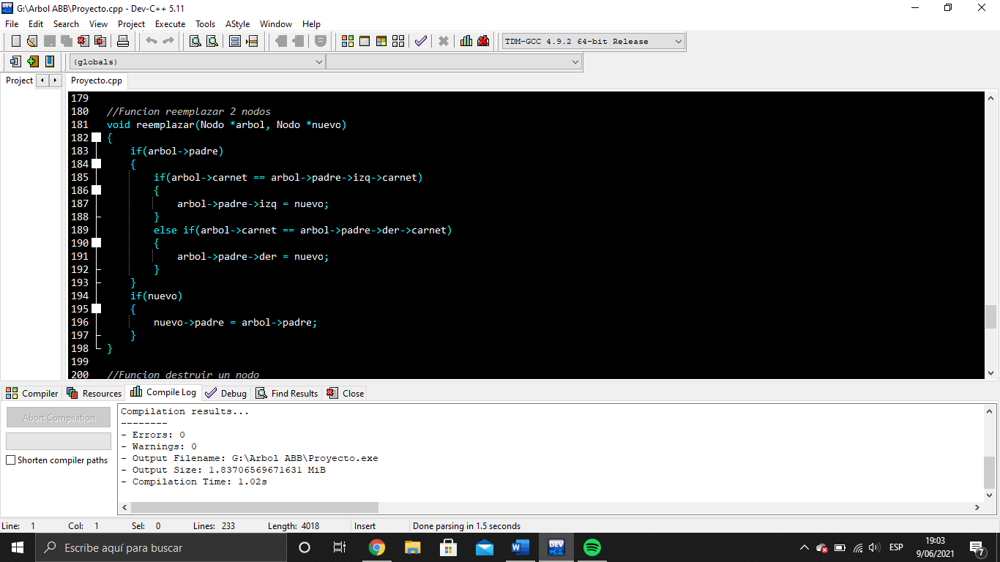 G:\Arbol ABB\Proyecto.cpp - Dev-C++ 5.11
File Edit Search View Project Execute Tools AStyle Window Help
TDM-GCC 4.9.2 64-bit Release
(globals)
Project Proyecto.cpp
179
180 //Funcion reemplazar 2 nodos
181 void reemplazar(Nodo *arbol, Nodo *nuevo)
182 {
183 if(arbol->padre)
184 {
185 if(arbol->carnet == arbol->padre->izq->carnet)
186 {
187 arbol->padre->izq = nuevo;
188 }
189 else if(arbol->carnet == arbol->padre->der->carnet)
190 {
191 arbol->padre->der = nuevo;
192 }
193 }
194 if(nuevo)
195 {
196 nuevo->padre = arbol->padre;
197 }
198 }
199
200 //Funcion destruir un nodo
Compiler Resources Compile Log Debug Find Results Close
Abort Compilation
Shorten compiler paths
Compilation results...
--------
- Errors: 0
- Warnings: 0
- Output Filename: G:\Arbol ABB\Proyecto.exe
- Output Size: 1.83706569671631 MiB
- Compilation Time: 1.02s
Line: 1 Col: 1 Sel: 0 Lines: 233 Length: 4018 Insert Done parsing in 1.5 seconds
Escribe aquí para buscar
DEV
ESP
19:03
9/06/2021
7